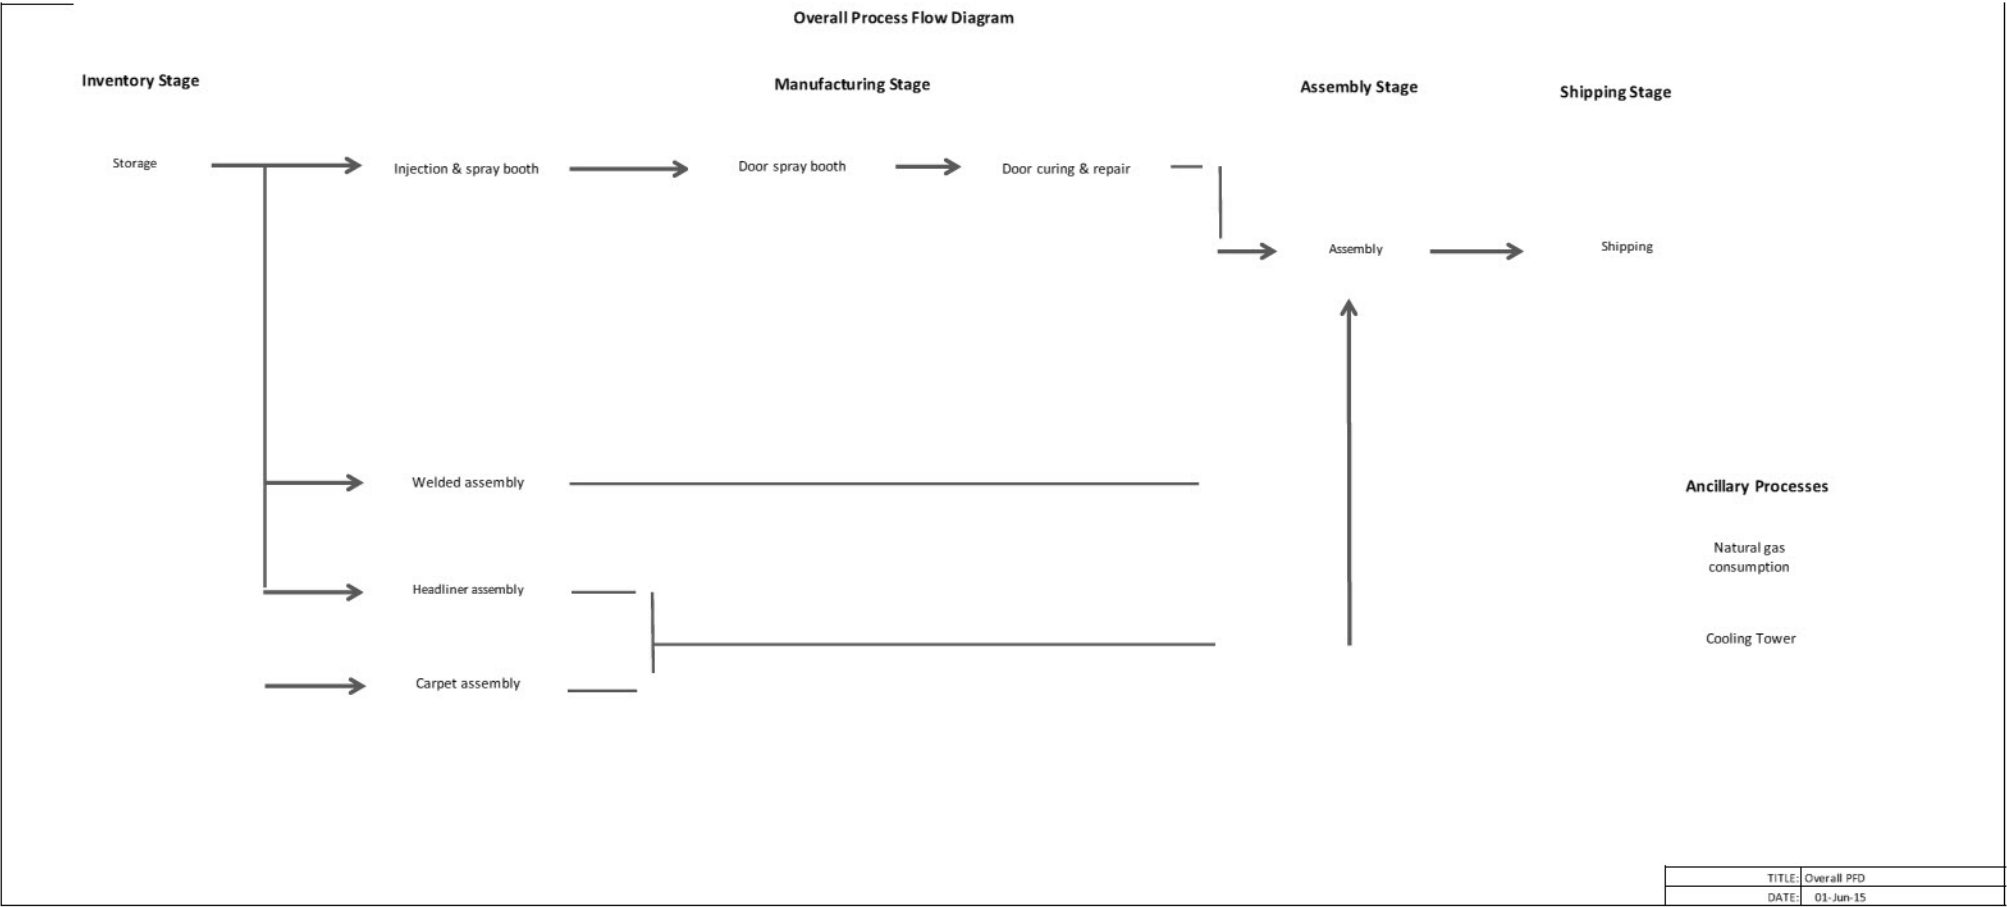 Overall Process Flow Diagram
Inventory Stage
Manufacturing Stage
Assembly Stage
Shipping Stage
Storage
Injection & spray booth
Door spray booth
Door curing & repair
Assembly
Shipping
Welded assembly
Ancillary Processes
Natural gas
consumption
Headliner assembly
Cooling Tower
Carpet assembly
TITLE: Overall PFD
DATE: 01-Jun-15